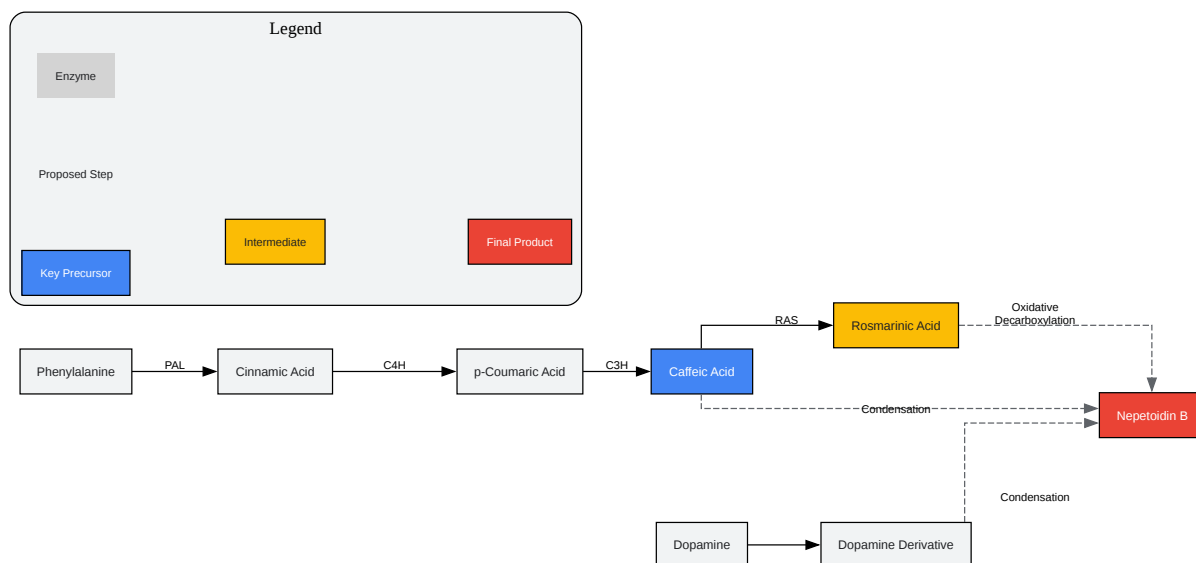 Legend
Enzyme
Proposed Step
Intermediate
Final Product
Key Precursor
Oxidative
Decarboxylation
RAS
Rosmarinic Acid
Phenylalanine
PAL
Cinnamic Acid
C4H
p-Coumaric Acid
C3H
Caffeic Acid
Condensation
Nepetoidin B
Condensation
Dopamine
Dopamine Derivative